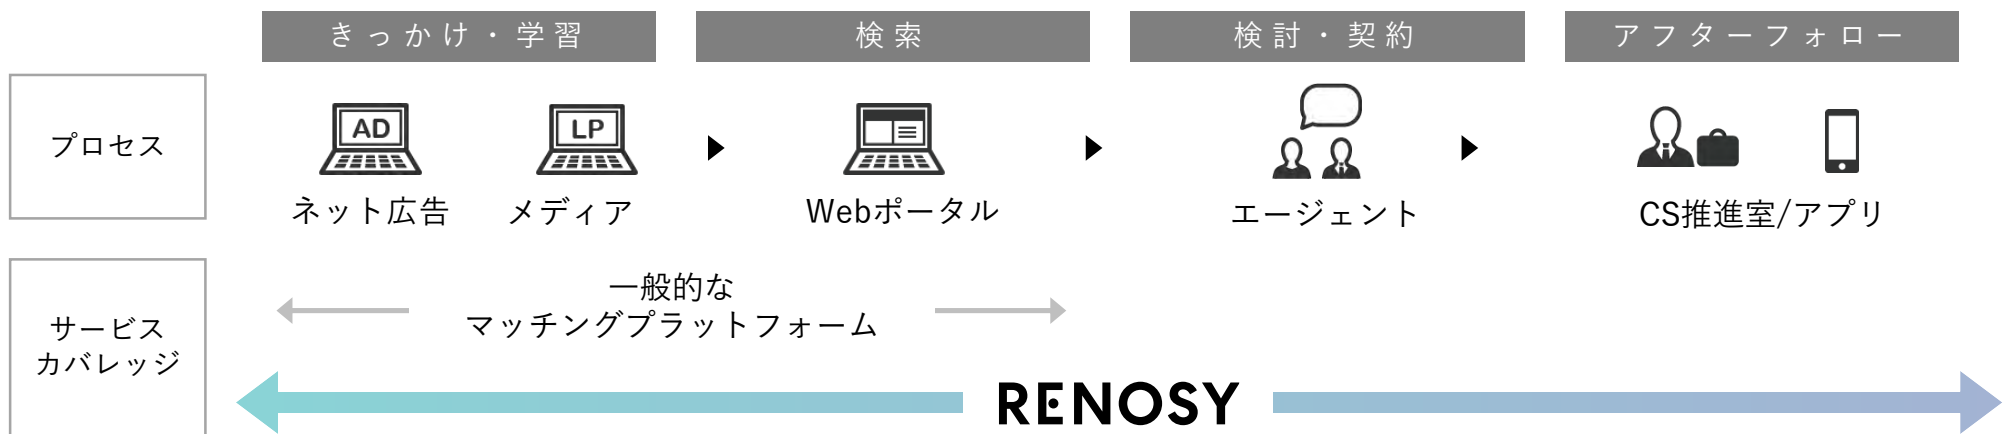 きっかけ・学習
検索
検討・契約
アフターフォロー
プロセス
AD
LP
ネット広告
メディア
Webポータル
エージェント
CS推進室/アプリ
サービス
カバレッジ
一般的な
マッチングプラットフォーム
RENOSY